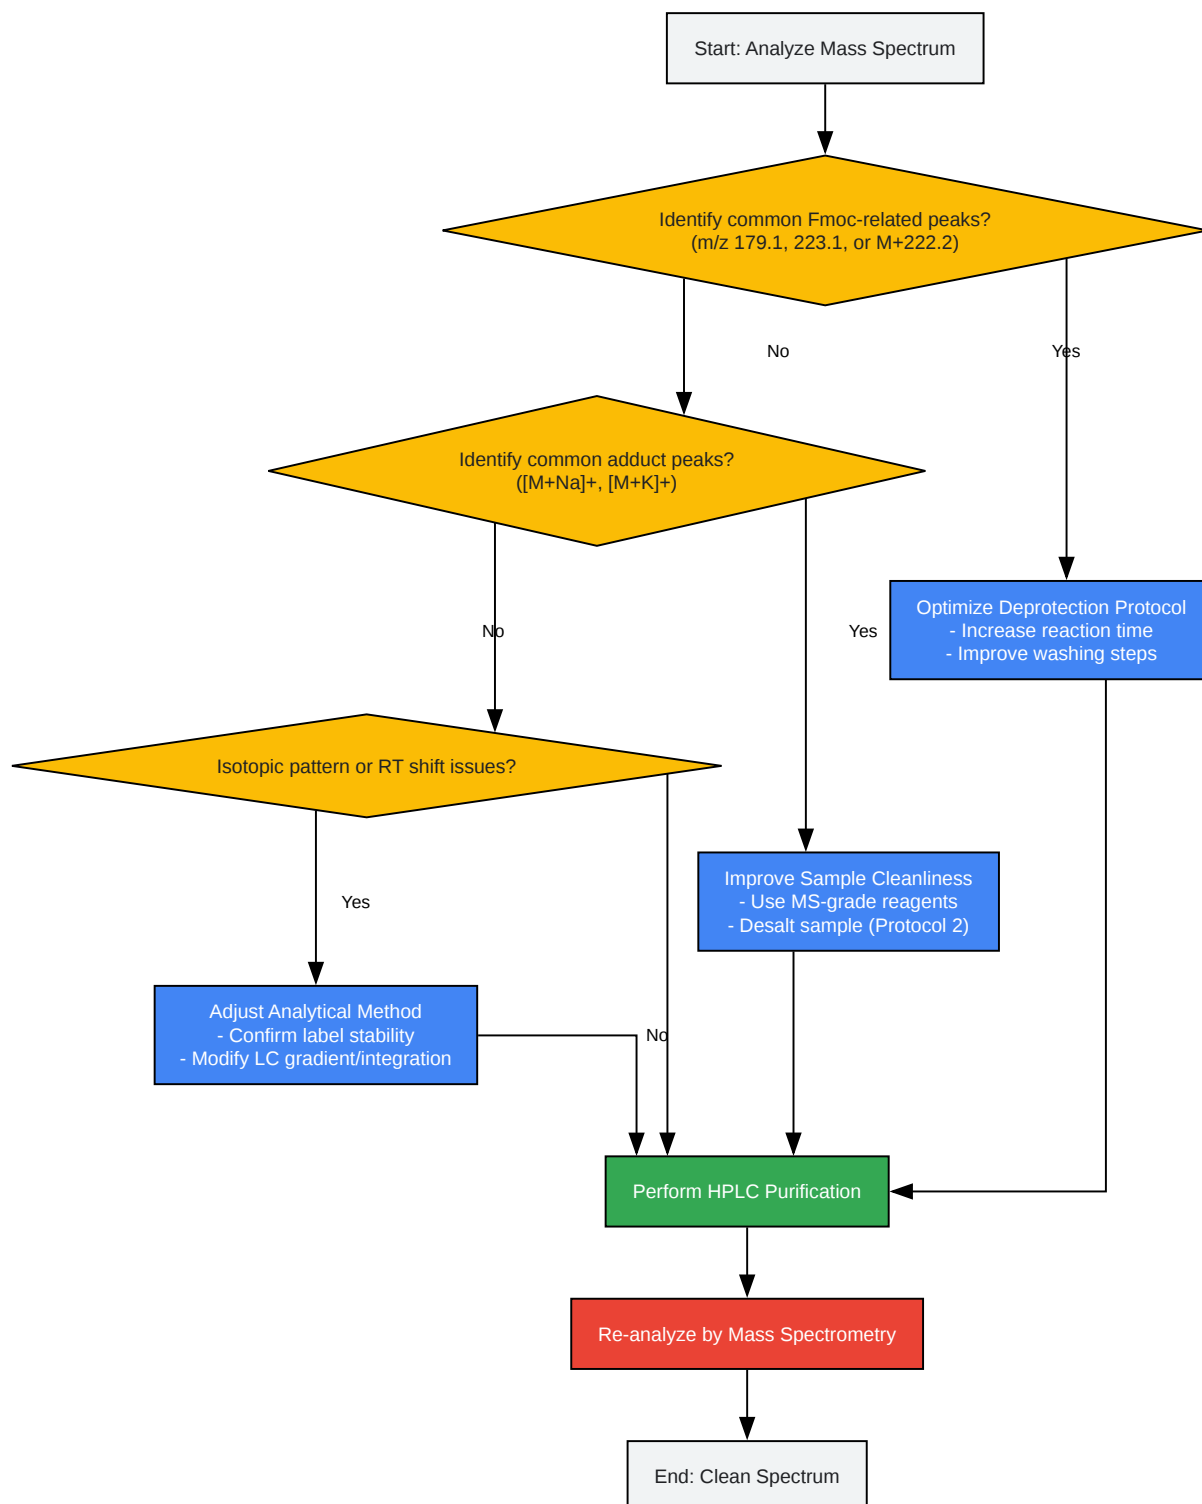 Start: Analyze Mass Spectrum
Identify common Fmoc-related peaks?
(m/z 179.1, 223.1, or M+222.2)
No
Yes
Identify common adduct peaks?
([M+Na]+, [M+K]+)
No
Yes
Optimize Deprotection Protocol
- Increase reaction time
- Improve washing steps
Isotopic pattern or RT shift issues?
Yes
Improve Sample Cleanliness
- Use MS-grade reagents
- Desalt sample (Protocol 2)
Adjust Analytical Method
- Confirm label stability
- Modify LC gradient/integration
No
Perform HPLC Purification
Re-analyze by Mass Spectrometry
End: Clean Spectrum